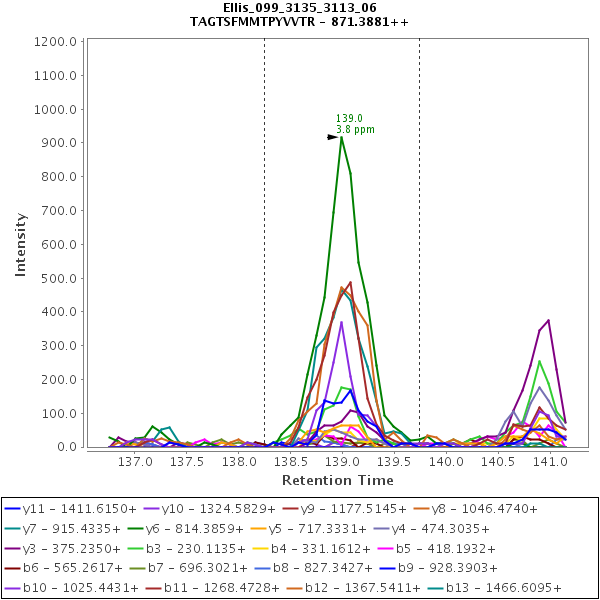 Ellis_099_3135_3113_06
TAGTSFMMTPYVVTR - 871.3881++
1200.0
1100.0
1000.0
900.0
800.0
700.0
600.0
500.0
400.0
300.0
200.0
100.0
0.0
Intensity
139.0
3.8 ppm
137.0 137.5 138.0 138.5 139.0 139.5 140.0 140.5 141.0
Retention Time
y11 - 1411.6150+ y10 - 1324.5829+ y9 - 1177.5145+ y8 - 1046.4740+
y7 - 915.4335+ y6 - 814.3859+ y5 - 717.3331+ y4 - 474.3035+
y3 - 375.2350+ b3 - 230.1135+ b4 - 331.1612+ b5 - 418.1932+
b6 - 565.2617+ b7 - 696.3021+ b8 - 827.3427+ b9 - 928.3903+
b10 - 1025.4431+ b11 - 1268.4728+ b12 - 1367.5411+ b13 - 1466.6095+